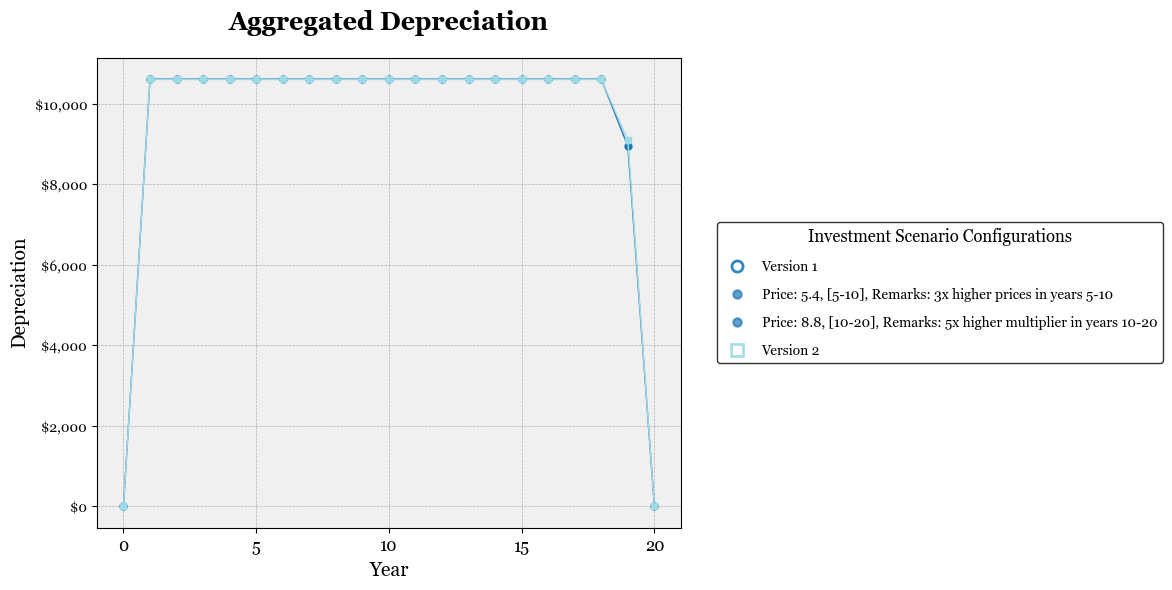 Aggregated Depreciation
Depreciation
$10,000
$8,000
$6,000
$4,000
$2,000
$0
0 5 10 15 20
Year
Investment Scenario Configurations
Version 1
Price: 5.4, [5-10], Remarks: 3x higher prices in years 5-10
Price: 8.8, [10-20], Remarks: 5x higher multiplier in years 10-20
Version 2